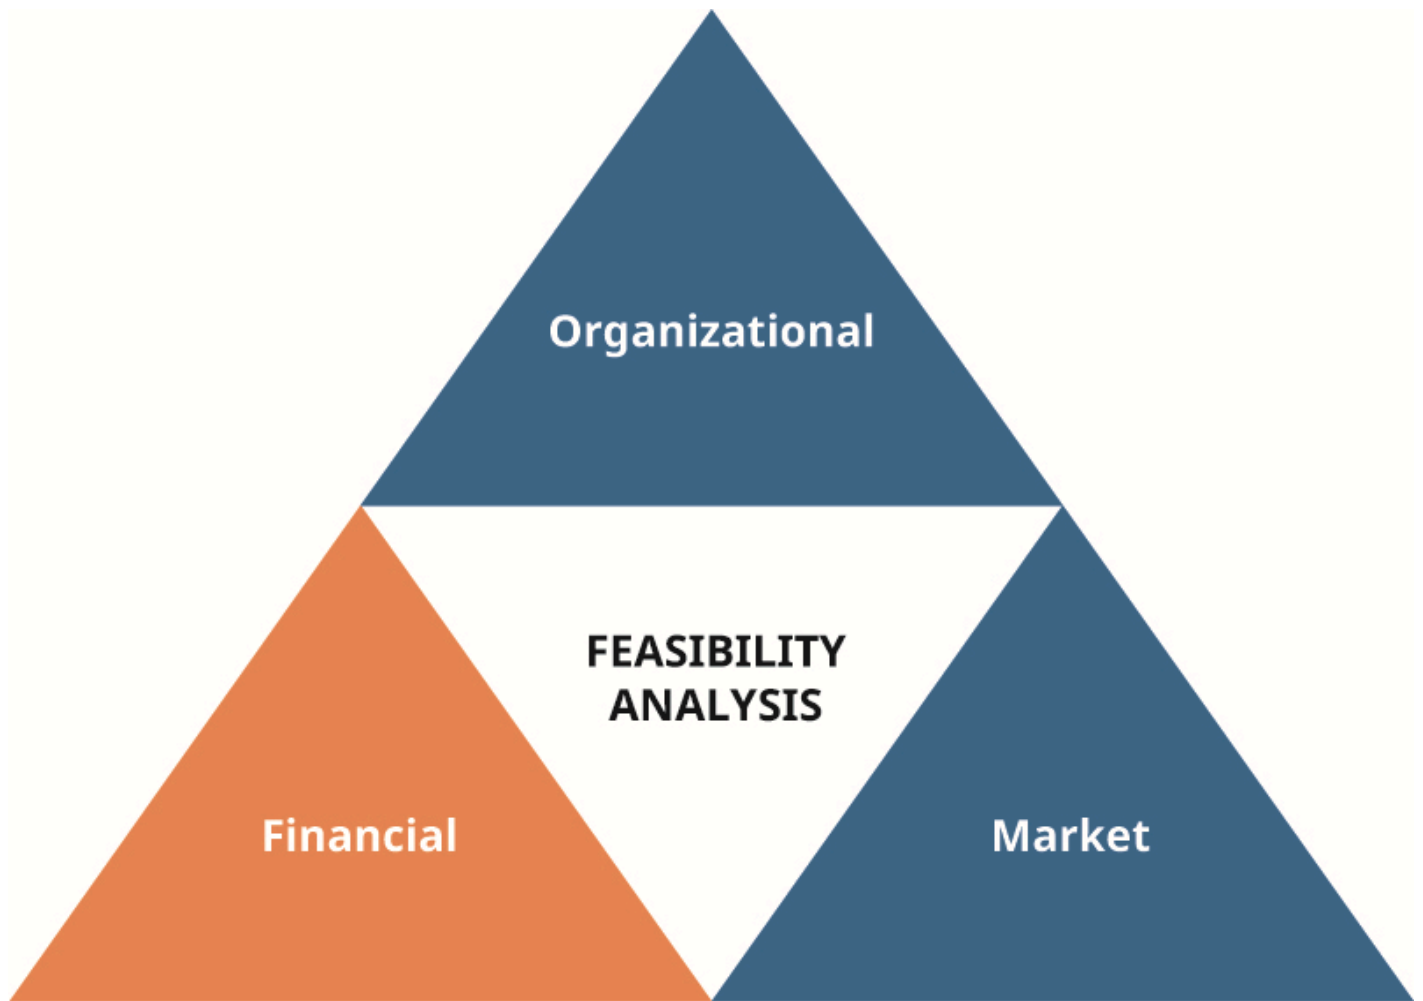 Organizational
FEASIBILITY
ANALYSIS
Financial
Market